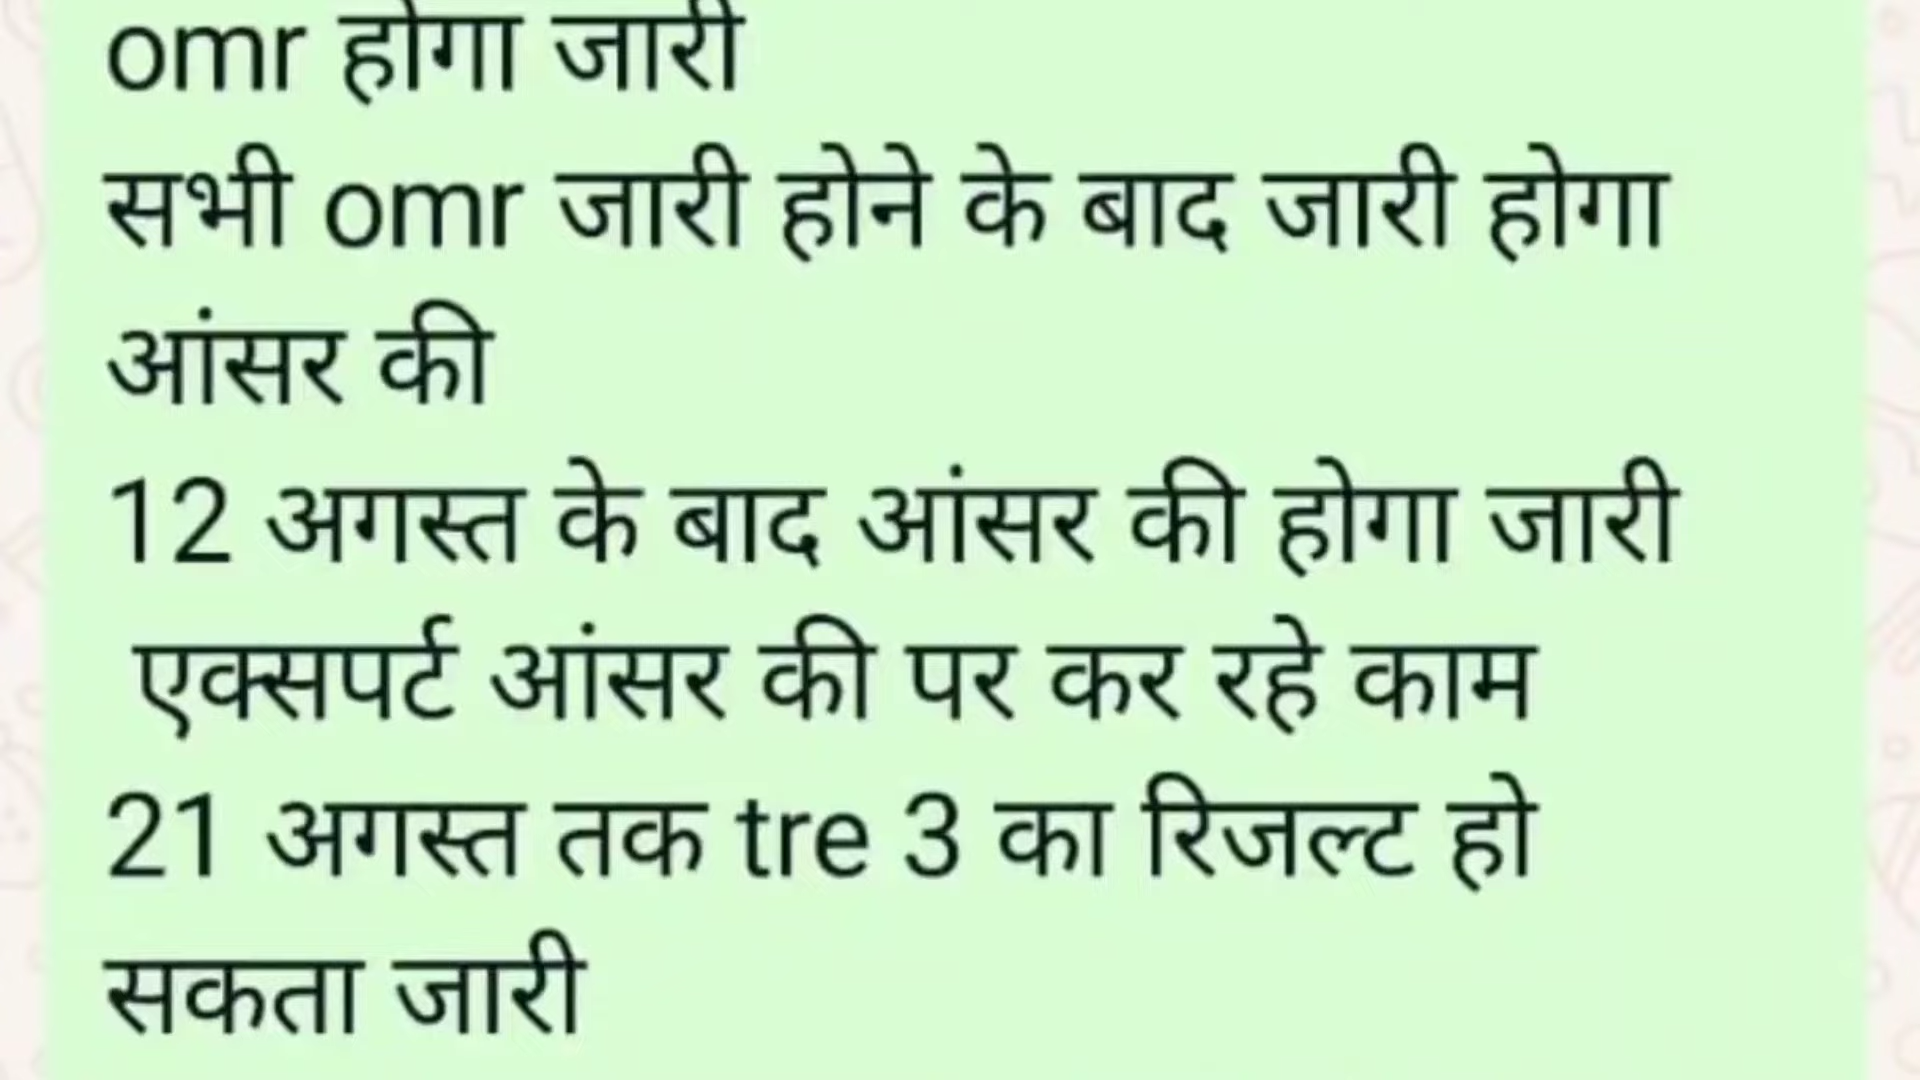 omr होगा जारी
सभी omr जारी होने के बाद जारी होगा
आंसर की
12 अगस्त के बाद आंसर की होगा जारी
एक्सपर्ट आंसर की पर कर रहे काम
21 अगस्त तक tre 3 का रिजल्ट हो
सकता जारी